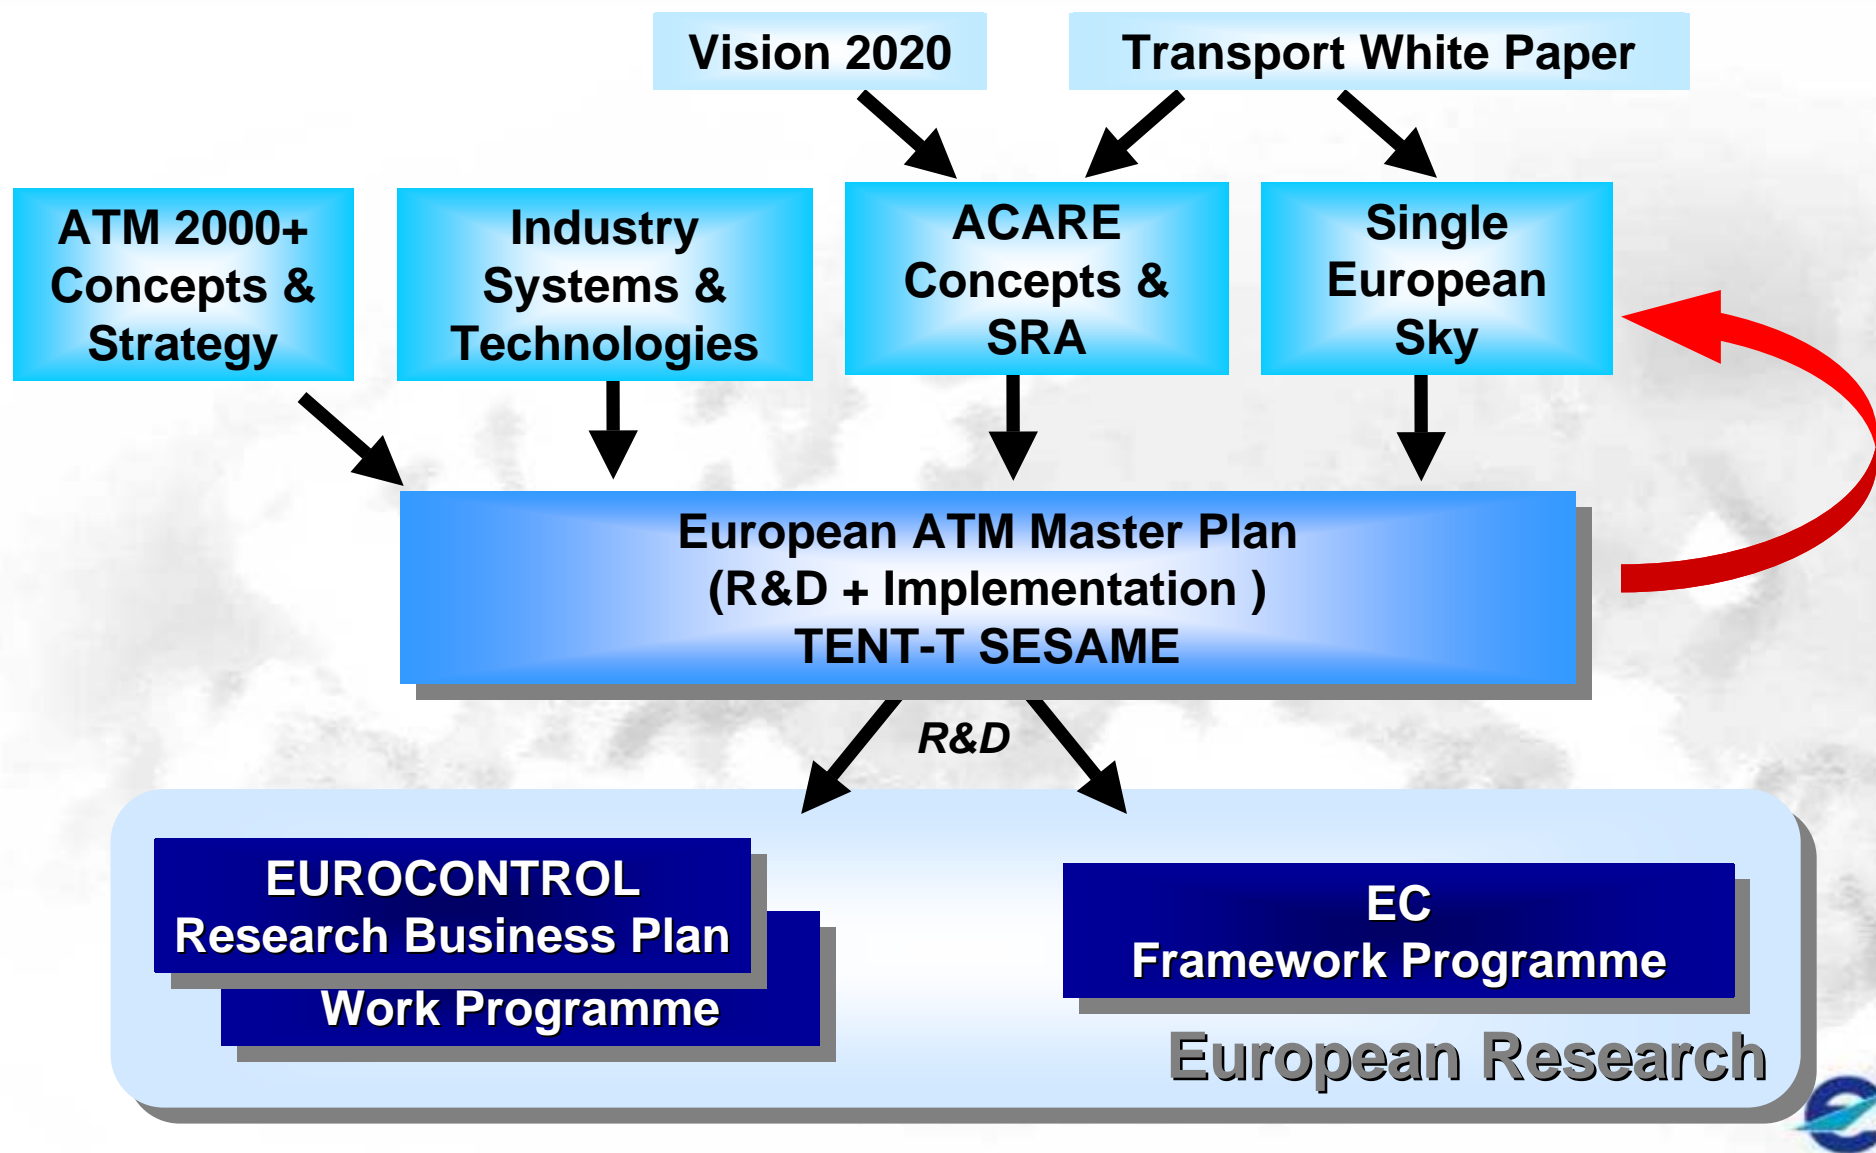 Vision 2020
Transport White Paper
ATM 2000+
Concepts &
Strategy
Industry
Systems &
Technologies
ACARE
Concepts &
SRA
Single
European
Sky
European ATM Master Plan
(R&D + Implementation )
TENT-T SESAME
R&D
EUROCONTROL
Research Business Plan
Work Programme
EC
Framework Programme
European Research